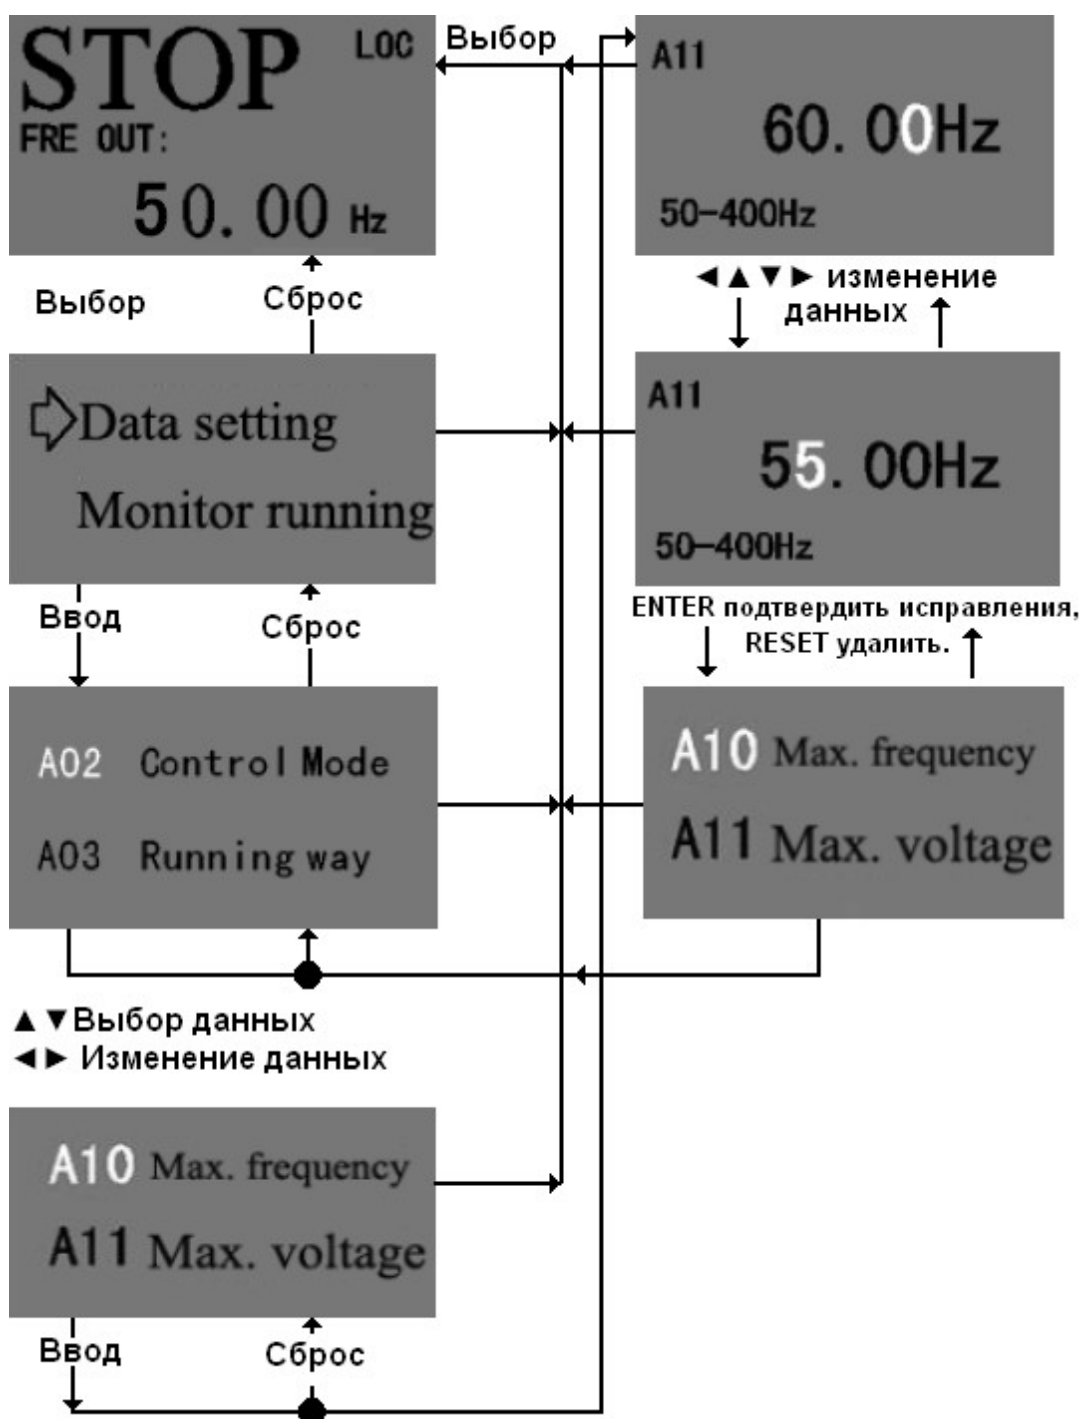 STOP LOC
FRE OUT:
50.00 Hz
Выбор
Выбор
Сброс
Data setting
Monitor running
Ввод
Сброс
A02 Control Mode
A03 Running way
▲▼Выбор данных
◄► Изменение данных
A10 Max. frequency
A11 Max. voltage
Ввод
Сброс
A11
60.00Hz
50-400Hz
◄▲▼► изменение
данных
A11
55.00Hz
50-400Hz
ENTER подтвердить исправления,
RESET удалить.
A10 Max. frequency
A11 Max. voltage